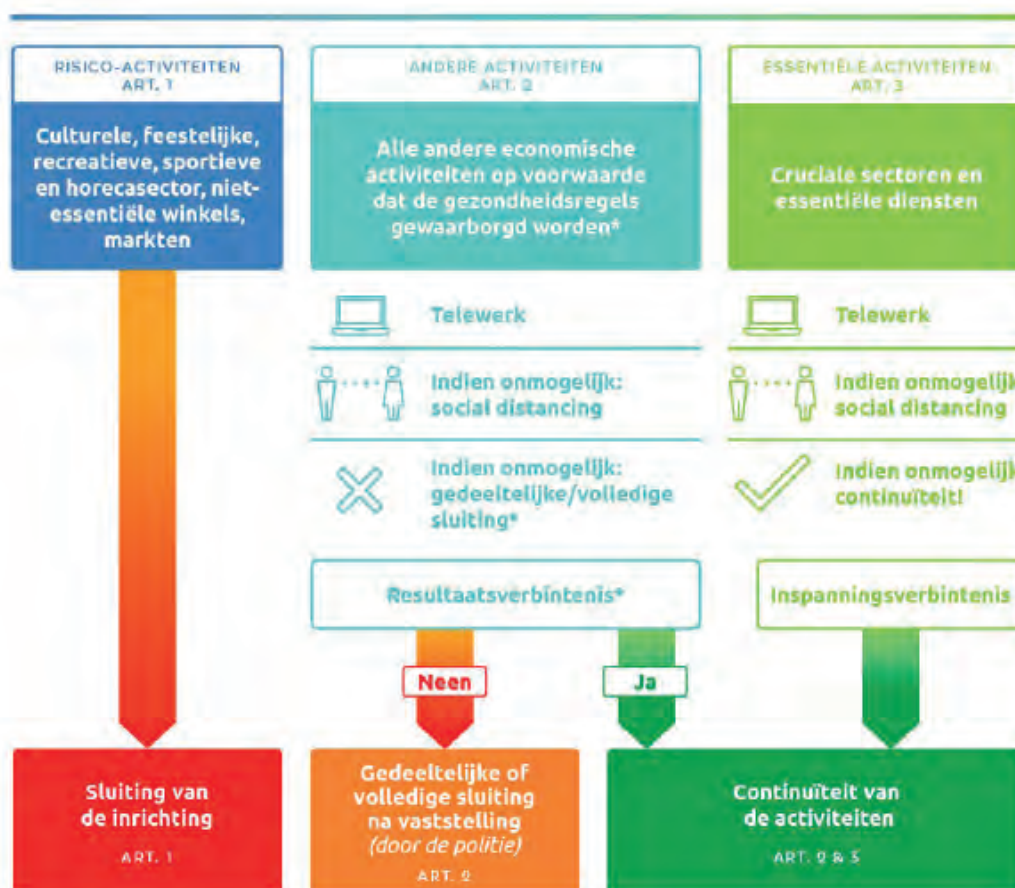 RISICO-ACTIVITEITEN
ART. 1
Culturele, feestelijke,
recreatieve, sportieve
en horecasector, niet-
essentiële winkels,
markten
ANDERE ACTIVITEITEN
ART. 2
Alle andere economische
activiteiten op voorwaarde
dat de gezondheidsregels
gewaarborgd worden*
ESSENTIËLE ACTIVITEITEN
ART. 3
Cruciale sectoren en
essentiële diensten
Telewerk
Indien onmogelijk:
social distancing
Indien onmogelijk:
gedeeltelijke/volledige
sluiting*
Telewerk
Indien onmogelijk
social distancing
Indien onmogelijk
continuïteit!
Resultaatsverbintenis*
Inspanningsverbintenis
Neen
Ja
Sluiting van
de inrichting
ART. 1
Gedeeltelijke of
volledige sluiting
na vaststelling
(door de politie)
ART. 2
Continuïteit van
de activiteiten
ART. 2 & 3